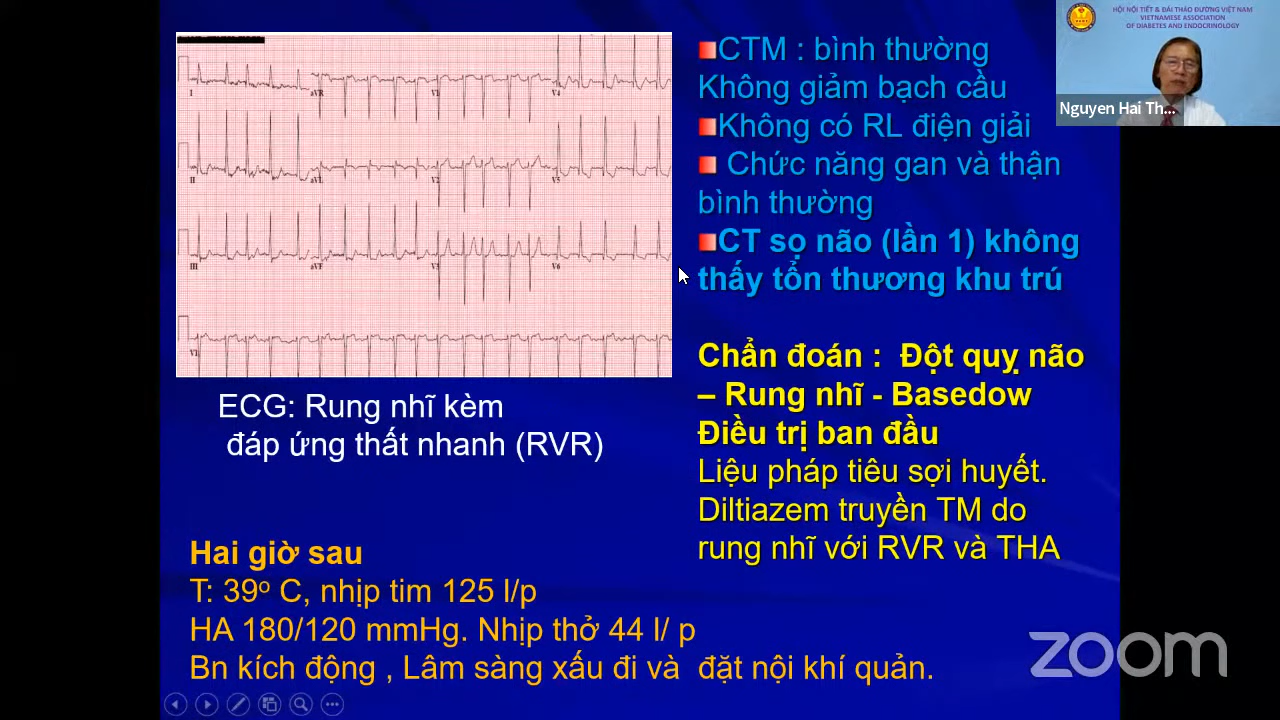 I
aVR
V1
V4
II
aVL
V2
V5
III
aVF
V3
V6
V1
ECG: Rung nhĩ kèm
đáp ứng thất nhanh (RVR)
Hai giờ sau
T: 39º C, nhịp tim 125 l/p
HA 180/120 mmHg. Nhịp thở 44 l/ p
Bn kích động , Lâm sàng xấu đi và đặt nội khí quản.
CTM : bình thường
Không giảm bạch cầu
Không có RL điện giải
Chức năng gan và thận
bình thường
CT sọ não (lần 1) không
thấy tổn thương khu trú
Chẩn đoán : Đột quỵ não
– Rung nhĩ - Basedow
Điều trị ban đầu
Liệu pháp tiêu sợi huyết.
Diltiazem truyền TM do
rung nhĩ với RVR và THA
HỘI NỘI TIẾT & ĐÁI THÁO ĐƯỜNG VIỆT NAM
VIETNAMESE ASSOCIATION
OF DIABETES AND ENDOCRINOLOGY
Nguyen Hai Th...
zoom